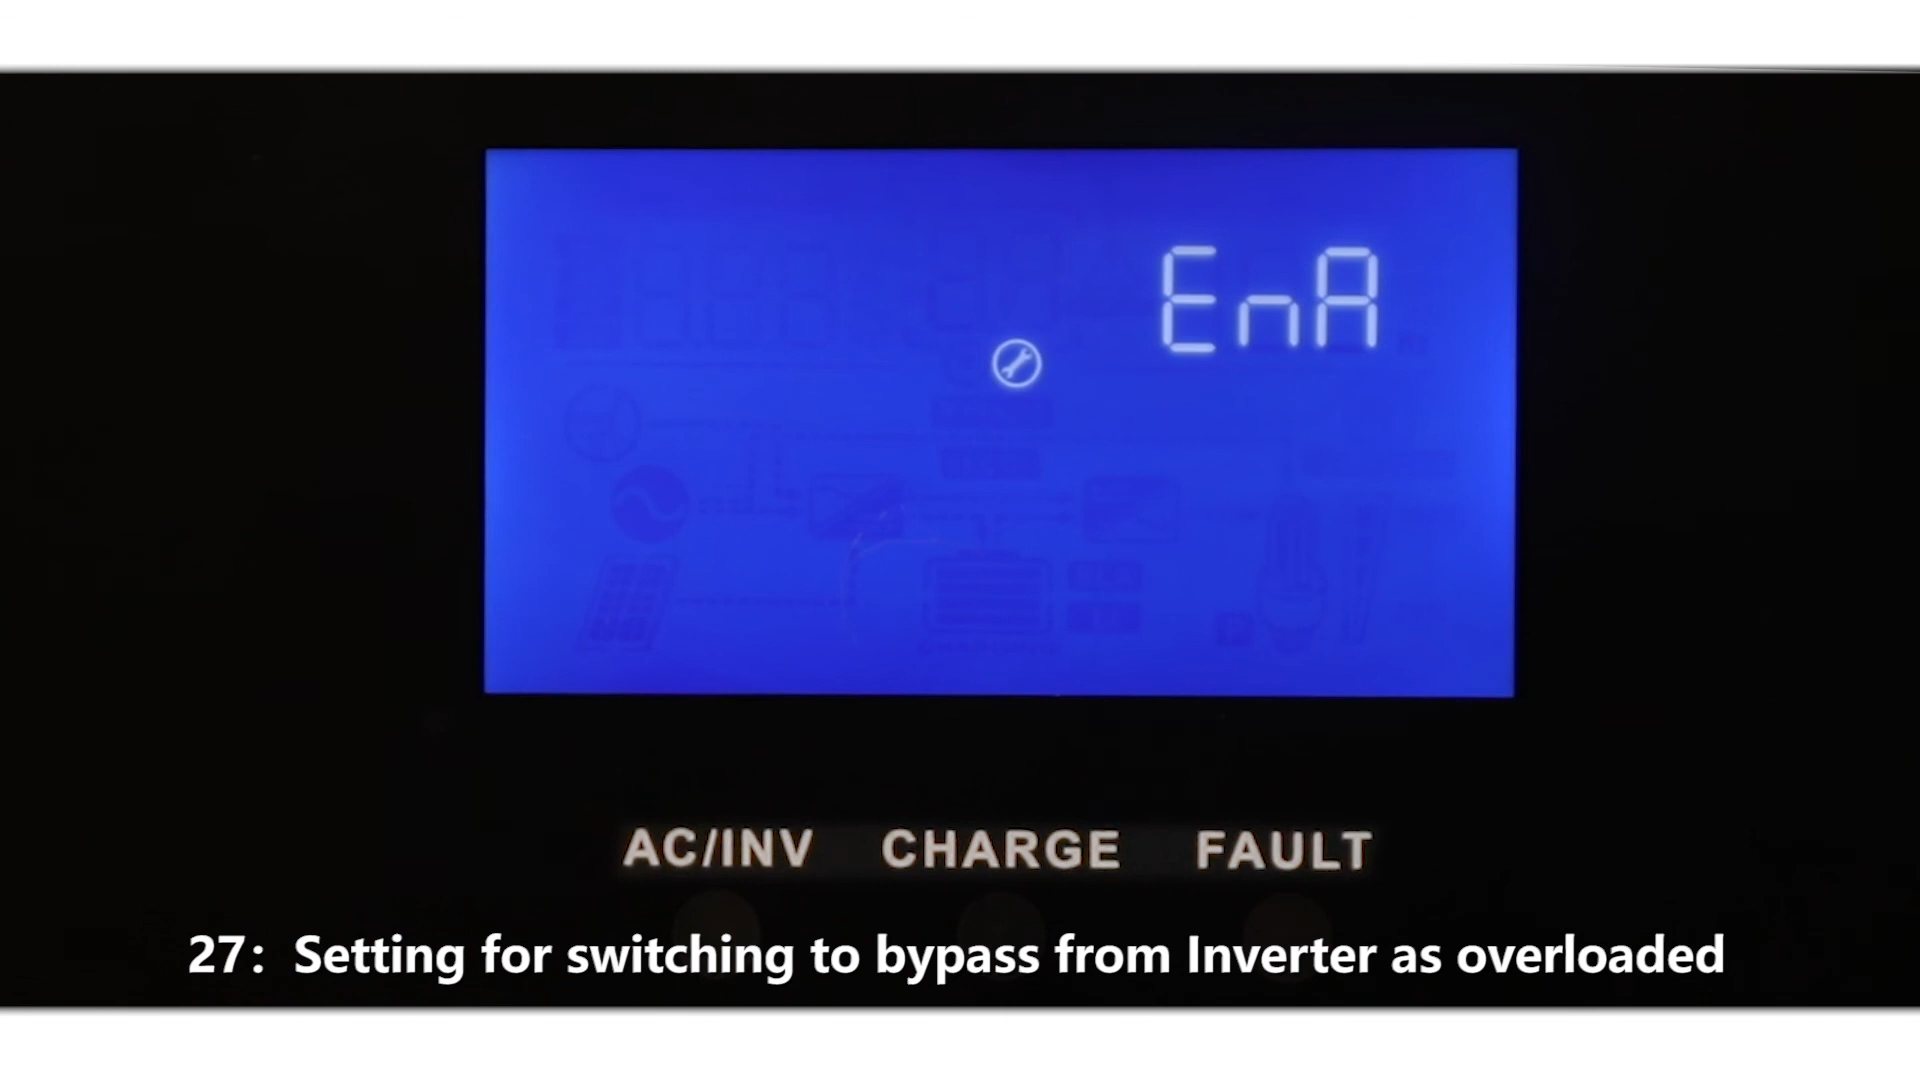 EnA
AC/INV CHARGE FAULT
27: Setting for switching to bypass from Inverter as overloaded